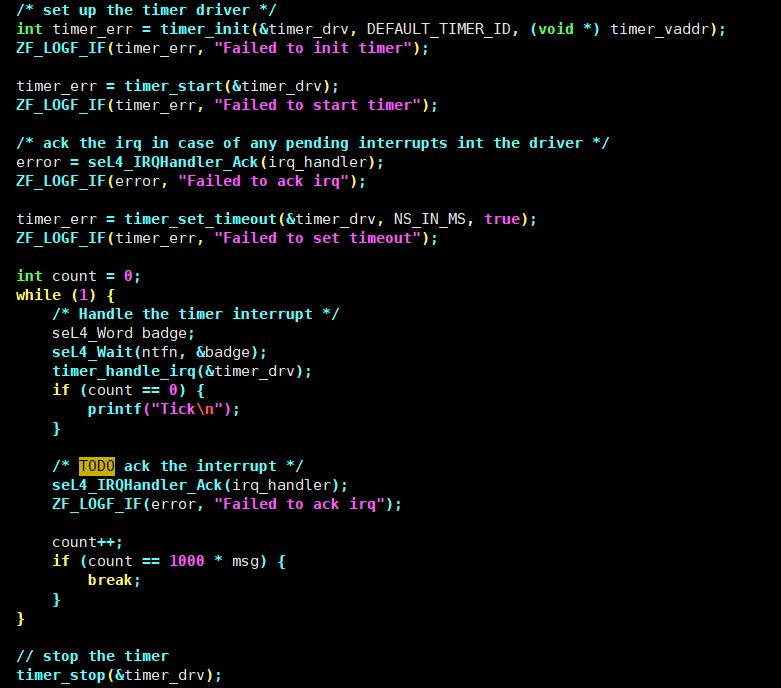 /* set up the timer driver */
int timer_err = timer_init(&timer_drv, DEFAULT_TIMER_ID, (void *) timer_vaddr);
ZF_LOGF_IF(timer_err, "Failed to init timer");

timer_err = timer_start(&timer_drv);
ZF_LOGF_IF(timer_err, "Failed to start timer");

/* ack the irq in case of any pending interrupts int the driver */
error = seL4_IRQHandler_Ack(irq_handler);
ZF_LOGF_IF(error, "Failed to ack irq");

timer_err = timer_set_timeout(&timer_drv, NS_IN_MS, true);
ZF_LOGF_IF(timer_err, "Failed to set timeout");

int count = 0;
while (1) {
    /* Handle the timer interrupt */
    seL4_Word badge;
    seL4_Wait(ntfn, &badge);
    timer_handle_irq(&timer_drv);
    if (count == 0) {
        printf("Tick\n");
    }

    /* TODO ack the interrupt */
    seL4_IRQHandler_Ack(irq_handler);
    ZF_LOGF_IF(error, "Failed to ack irq");

    count++;
    if (count == 1000 * msg) {
        break;
    }
}

// stop the timer
timer_stop(&timer_drv);